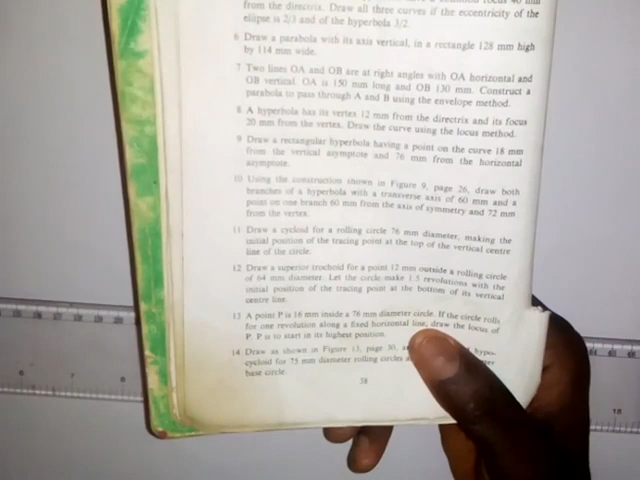 from the directrix. Draw all three curves if the eccentricity of the
ellipse is 2/3 and of the hyperbola 3/2.
6 Draw a parabola with its axis vertical, in a rectangle 128 mm high
by 114 mm wide.
7 Two lines OA and OB are at right angles with OA horizontal and
OB vertical. OA is 150 mm long and OB 130 mm. Construct a
parabola to pass through A and B using the envelope method.
8 A hyperbola has its vertex 12 mm from the directrix and its focus
20 mm from the vertex. Draw the curve using the locus method.
9 Draw a rectangular hyperbola having a point on the curve 18 mm
from the vertical asymptote and 76 mm from the horizontal
asymptote.
10 Using the construction shown in Figure 9, page 26, draw both
branches of a hyperbola with a transverse axis of 60 mm and a
point on one branch 60 mm from the axis of symmetry and 72 mm
from the vertex.
11 Draw a cycloid for a rolling circle 76 mm diameter, making the
initial position of the tracing point at the top of the vertical centre
line of the circle.
12 Draw a superior trochoid for a point 12 mm outside a rolling circle
of 64 mm diameter. Let the circle make 1.5 revolutions with the
initial position of the tracing point at the bottom of its vertical
centre line.
13 A point P is 16 mm inside a 76 mm diameter circle. If the circle rolls
for one revolution along a fixed horizontal line, draw the locus of
P. P is to start in its highest position.
14 Draw as shown in Figure 13, page 30, hypo-
cycloid for 75 mm diameter rolling circles
base circle.
38